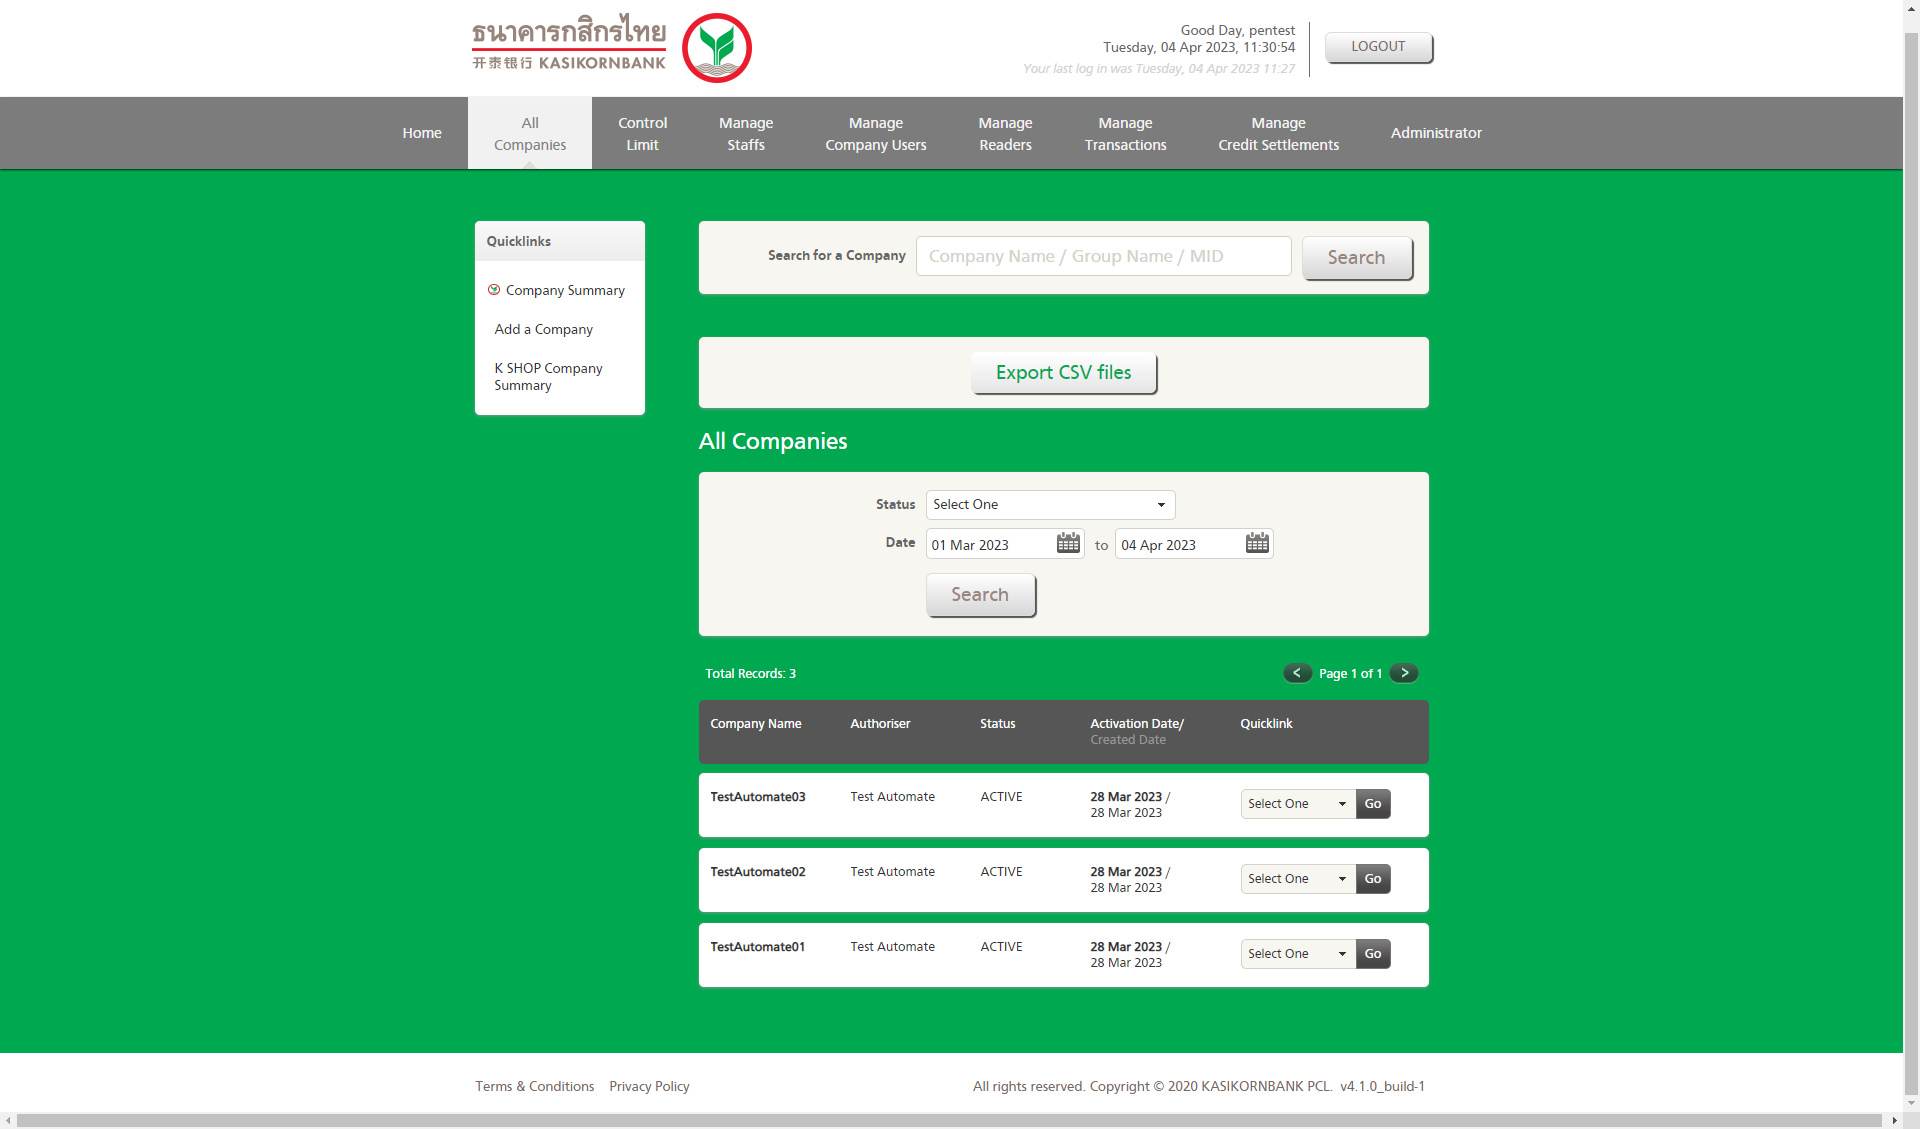 ธนาคารกสิกรไทย
开泰银行 KASIKORNBANK
Good Day, pentest
Tuesday, 04 Apr 2023, 11:30:54
Your last log in was Tuesday, 04 Apr 2023 11:27
LOGOUT
Home
All
Companies
Control
Limit
Manage
Staffs
Manage
Company Users
Manage
Readers
Manage
Transactions
Manage
Credit Settlements
Administrator
Quicklinks
Company Summary
Add a Company
K SHOP Company
Summary
Search for a Company
Company Name / Group Name / MID
Search
Export CSV files
All Companies
Status
Select One
Date
01 Mar 2023
to
04 Apr 2023
Search
Total Records: 3
<
Page 1 of 1
>
Company Name
Authoriser
Status
Activation Date/
Created Date
Quicklink
TestAutomate03
Test Automate
ACTIVE
28 Mar 2023 /
28 Mar 2023
Select One
Go
TestAutomate02
Test Automate
ACTIVE
28 Mar 2023 /
28 Mar 2023
Select One
Go
TestAutomate01
Test Automate
ACTIVE
28 Mar 2023 /
28 Mar 2023
Select One
Go
Terms & Conditions
Privacy Policy
All rights reserved. Copyright © 2020 KASIKORNBANK PCL. v4.1.0_build-1